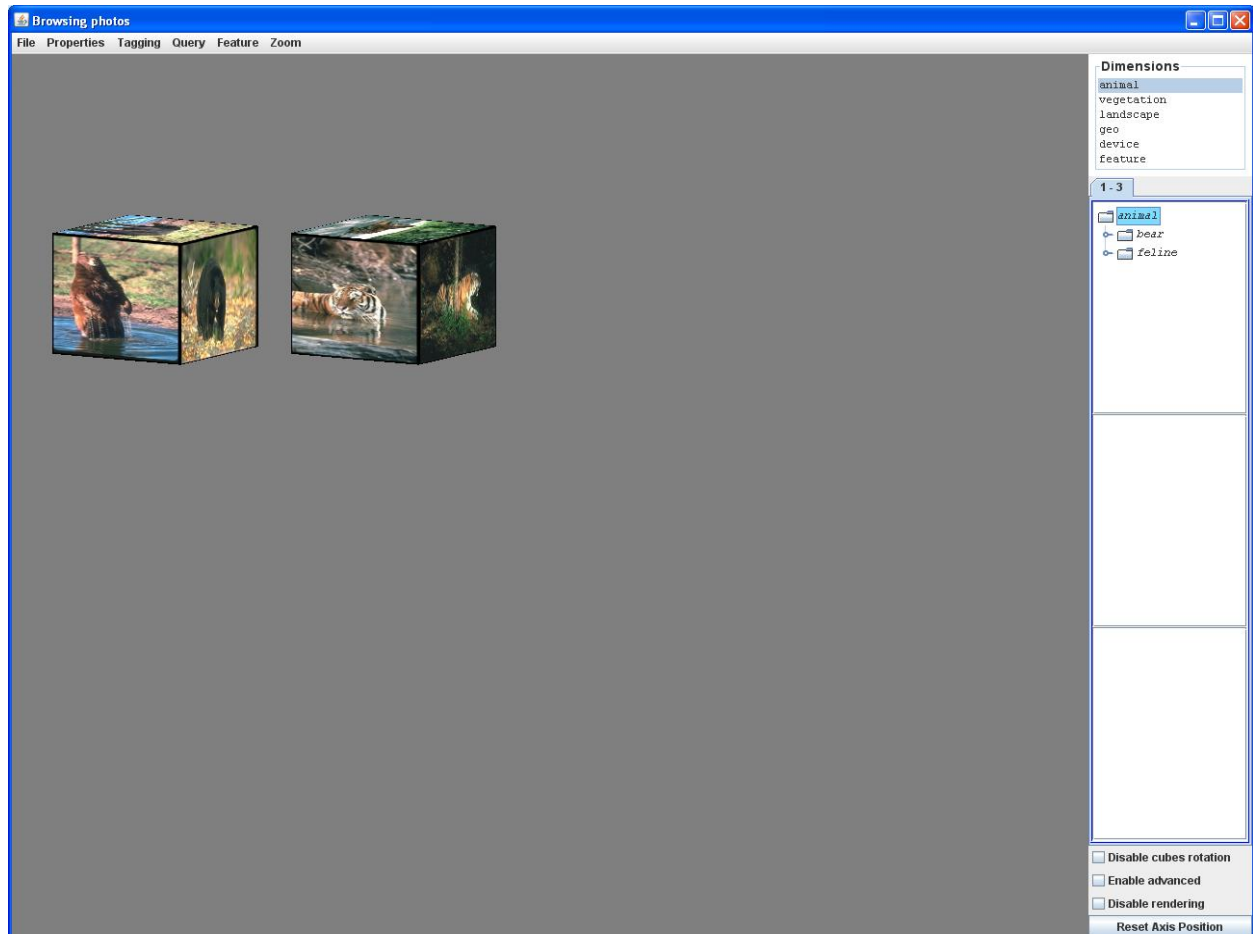 Browsing photos
File Properties Tagging Query Feature Zoom
Dimensions
animal
vegetation
landscape
geo
device
feature
1 - 3
animal
bear
feline
Disable cubes rotation
Enable advanced
Disable rendering
Reset Axis Position